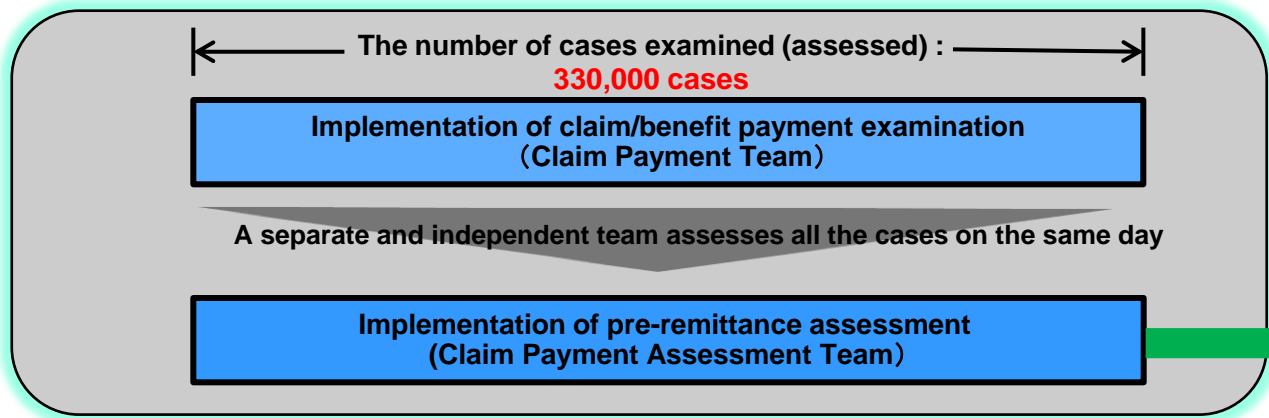 The number of cases examined (assessed) :
330,000 cases
Implementation of claim/benefit payment examination
（Claim Payment Team）
A separate and independent team assesses all the cases on the same day
Implementation of pre-remittance assessment
(Claim Payment Assessment Team）